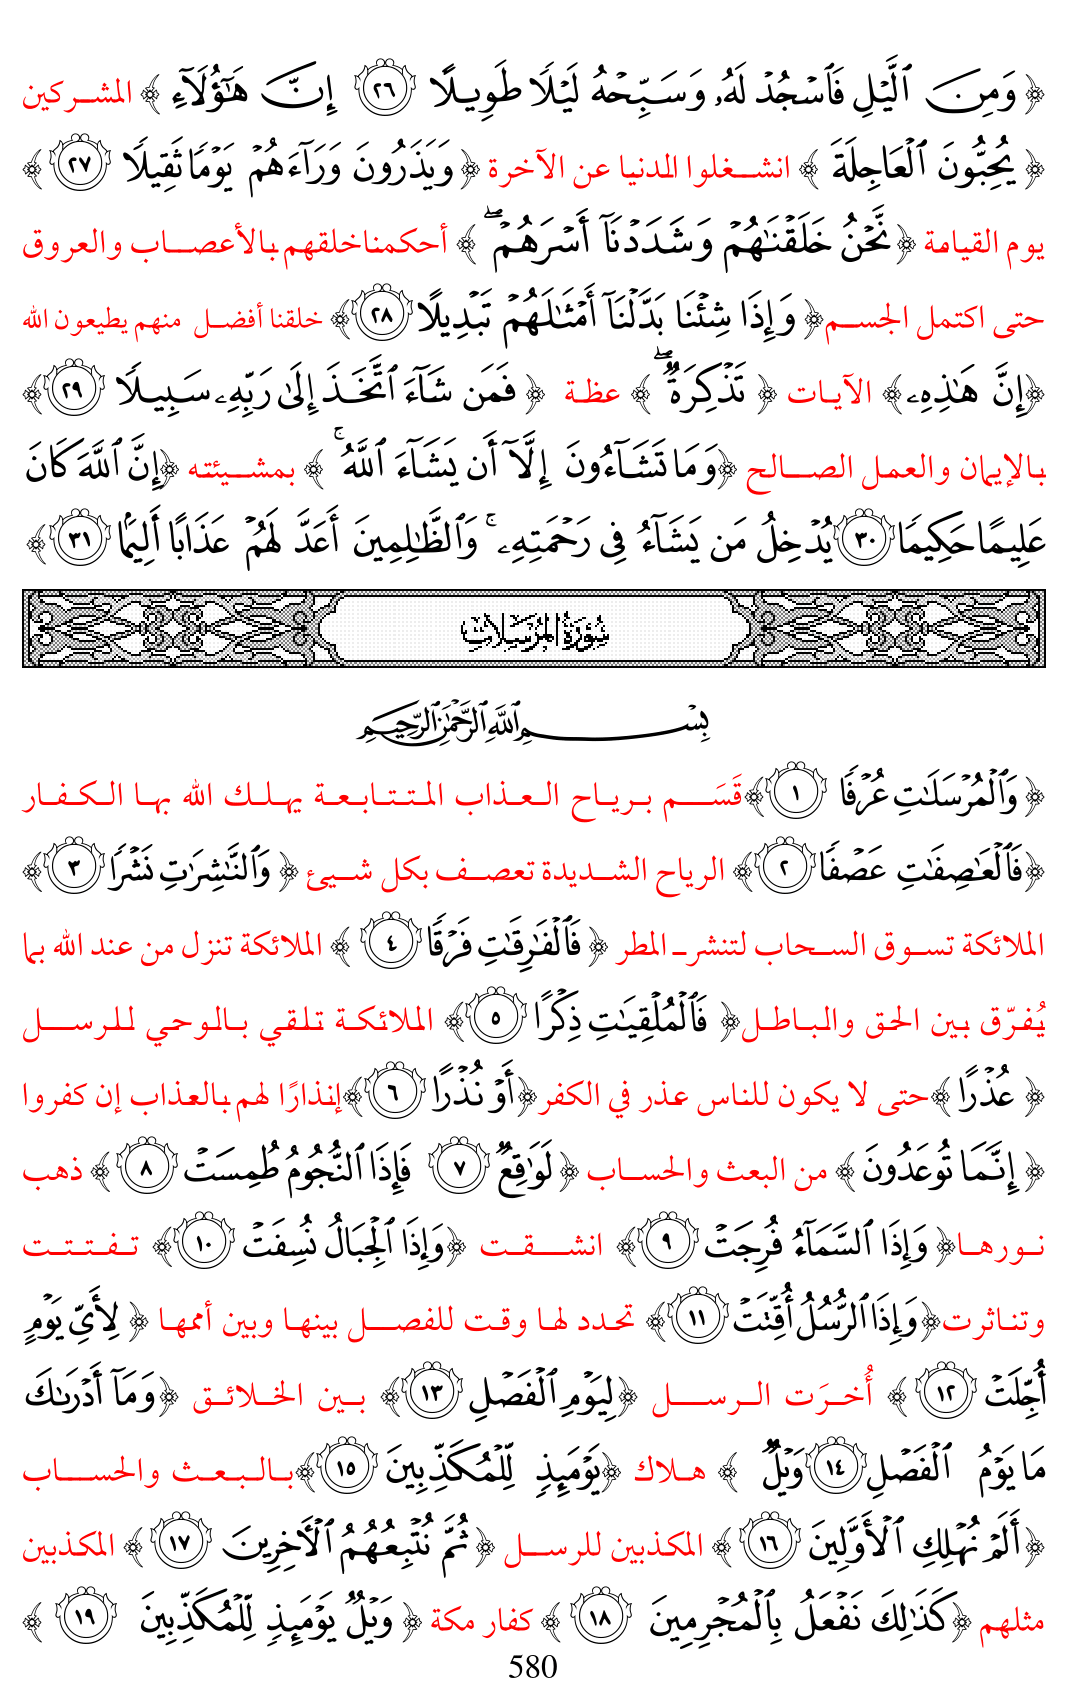 ﴿ وَمِنَ ٱلَّيْلِ فَٱسْجُدْ لَهُۥ وَسَبِّحْهُ لَيْلًا طَوِيلًا ٢٦ إِنَّ هَٰٓؤُلَآءِ ﴾ المشركين
﴿ يُحِبُّونَ ٱلْعَاجِلَةَ ﴾ انشغلوا المدنيا عن الآخرة ﴿ وَيَذَرُونَ وَرَآءَهُمْ يَوْمًا ثَقِيلًا ٢٧ ﴾
يوم القيامة ﴿ نَّحْنُ خَلَقْنَٰهُمْ وَشَدَدْنَآ أَسْرَهُمْ ۖ ﴾ أحكمنا خلقهم بالأعصاب والعروق
حتى اكتمل الجسم ﴿ وَإِذَا شِئْنَا بَدَّلْنَآ أَمْثَٰلَهُمْ تَبْدِيلًا ٢٨ ﴾ خلقنا أفضل منهم يطيعون الله
﴿ إِنَّ هَٰذِهِۦ ﴾ الآيات ﴿ تَذْكِرَةٌ ۖ ﴾ عظة ﴿ فَمَن شَآءَ ٱتَّخَذَ إِلَىٰ رَبِّهِۦ سَبِيلًا ٢٩ ﴾
بالإيمان والعمل الصالح ﴿ وَمَا تَشَآءُونَ إِلَّآ أَن يَشَآءَ ٱللَّهُ ۚ ﴾ بمشيئته ﴿ إِنَّ ٱللَّهَ كَانَ
عَلِيمًا حَكِيمًا ٣٠ يُدْخِلُ مَن يَشَآءُ فِى رَحْمَتِهِۦ ۚ وَٱلظَّٰلِمِينَ أَعَدَّ لَهُمْ عَذَابًا أَلِيمًۢا ٣١ ﴾
سُورَةُ المُرْسَلَاتِ
بِسْمِ ٱللَّهِ ٱلرَّحْمَٰنِ ٱلرَّحِيمِ
﴿ وَٱلْمُرْسَلَٰتِ عُرْفًا ١ ﴾ قَسَم برياح العذاب المتتابعة يهلك الله بها الكفار
﴿ فَٱلْعَٰصِفَٰتِ عَصْفًا ٢ ﴾ الرياح الشديدة تعصف بكل شيئ ﴿ وَٱلنَّٰشِرَٰتِ نَشْرًا ٣ ﴾
الملائكة تسوق السحاب لتنشر المطر ﴿ فَٱلْفَٰرِقَٰتِ فَرْقًا ٤ ﴾ الملائكة تنزل من عند الله بما
يُفرّق بين الحق والباطل ﴿ فَٱلْمُلْقِيَٰتِ ذِكْرًا ٥ ﴾ الملائكة تلقي بالوحي للرسل
﴿ عُذْرًا ﴾ حتى لا يكون للناس عذر في الكفر ﴿ أَوْ نُذْرًا ٦ ﴾ إنذارًا لهم بالعذاب إن كفروا
﴿ إِنَّمَا تُوعَدُونَ ﴾ من البعث والحساب ﴿ لَوَٰقِعٌ ٧ فَإِذَا ٱلنُّجُومُ طُمِسَتْ ٨ ﴾ ذهب
نورها ﴿ وَإِذَا ٱلسَّمَآءُ فُرِجَتْ ٩ ﴾ انشقت ﴿ وَإِذَا ٱلْجِبَالُ نُسِفَتْ ١٠ ﴾ تفتتت
وتناثرت ﴿ وَإِذَا ٱلرُّسُلُ أُقِّتَتْ ١١ ﴾ تحدد لها وقت للفصل بينها وبين أممها ﴿ لِأَىِّ يَوْمٍ
أُجِّلَتْ ١٢ ﴾ أُخرَت الرسل ﴿ لِيَوْمِ ٱلْفَصْلِ ١٣ ﴾ بين الخلائق ﴿ وَمَآ أَدْرَىٰكَ
مَا يَوْمُ ٱلْفَصْلِ ١٤ وَيْلٌ ﴾ هلاك ﴿ يَوْمَئِذٍ لِّلْمُكَذِّبِينَ ١٥ ﴾ بالبعث والحساب
﴿ أَلَمْ نُهْلِكِ ٱلْأَوَّلِينَ ١٦ ﴾ المكذبين للرسل ﴿ ثُمَّ نُتْبِعُهُمُ ٱلْأَخِرِينَ ١٧ ﴾ المكذبين
مثلهم ﴿ كَذَٰلِكَ نَفْعَلُ بِٱلْمُجْرِمِينَ ١٨ ﴾ كفار مكة ﴿ وَيْلٌ يَوْمَئِذٍ لِّلْمُكَذِّبِينَ ١٩ ﴾
580